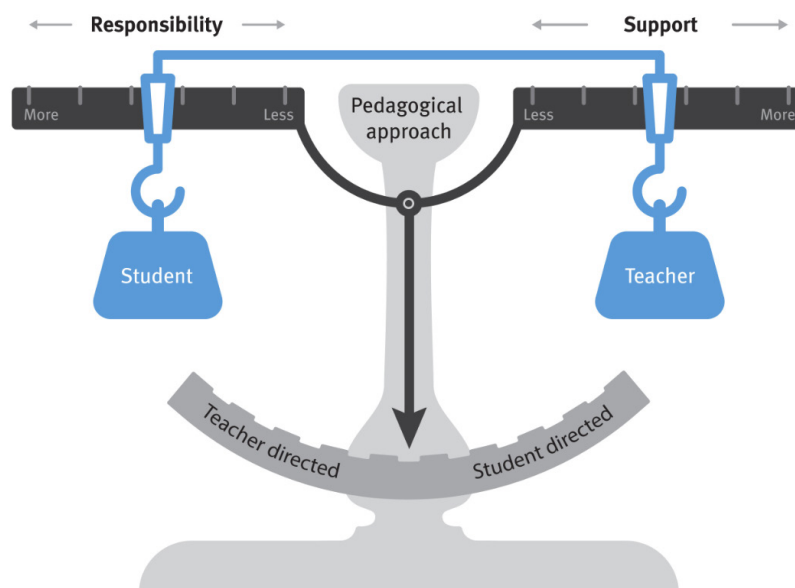 Responsibility
Support
More
Less
Pedagogical
approach
Less
More
Student
Teacher
Teacher directed
Student directed